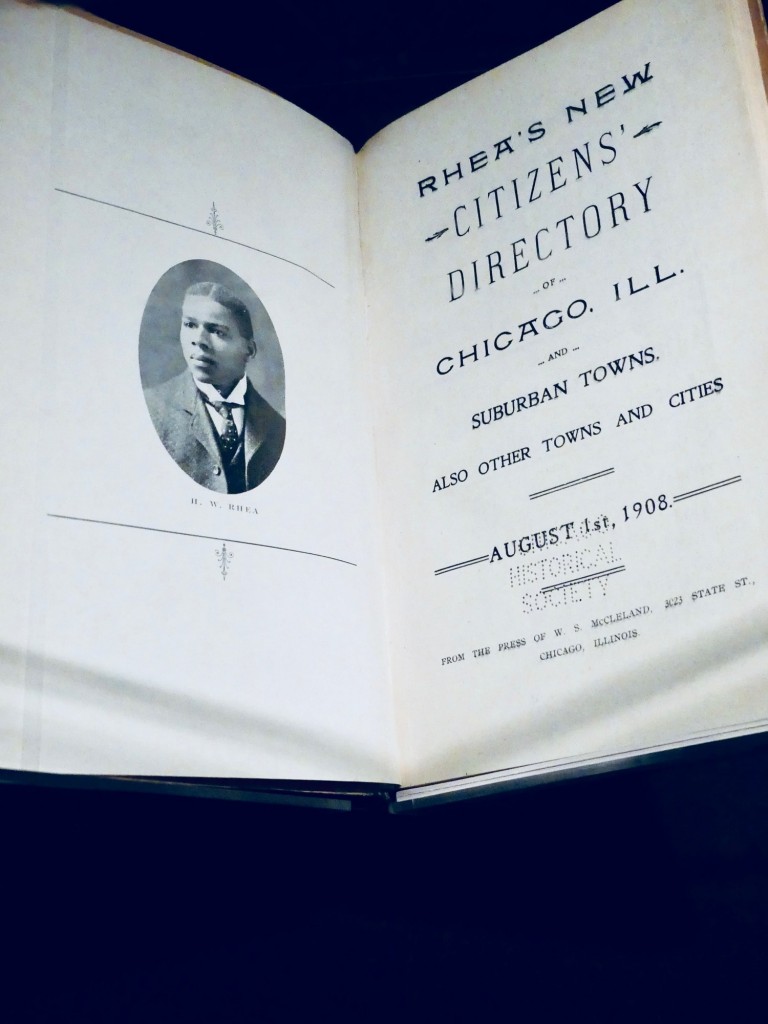 H. W. RHEA
RHEA'S NEW
CITIZENS'
DIRECTORY
... OF ...
CHICAGO, ILL.
... AND ...
SUBURBAN TOWNS,
ALSO OTHER TOWNS AND CITIES
AUGUST 1st, 1908.
CHICAGO
HISTORICAL
SOCIETY
FROM THE PRESS OF W. S. McCLELAND, 3023 STATE ST.,
CHICAGO, ILLINOIS.